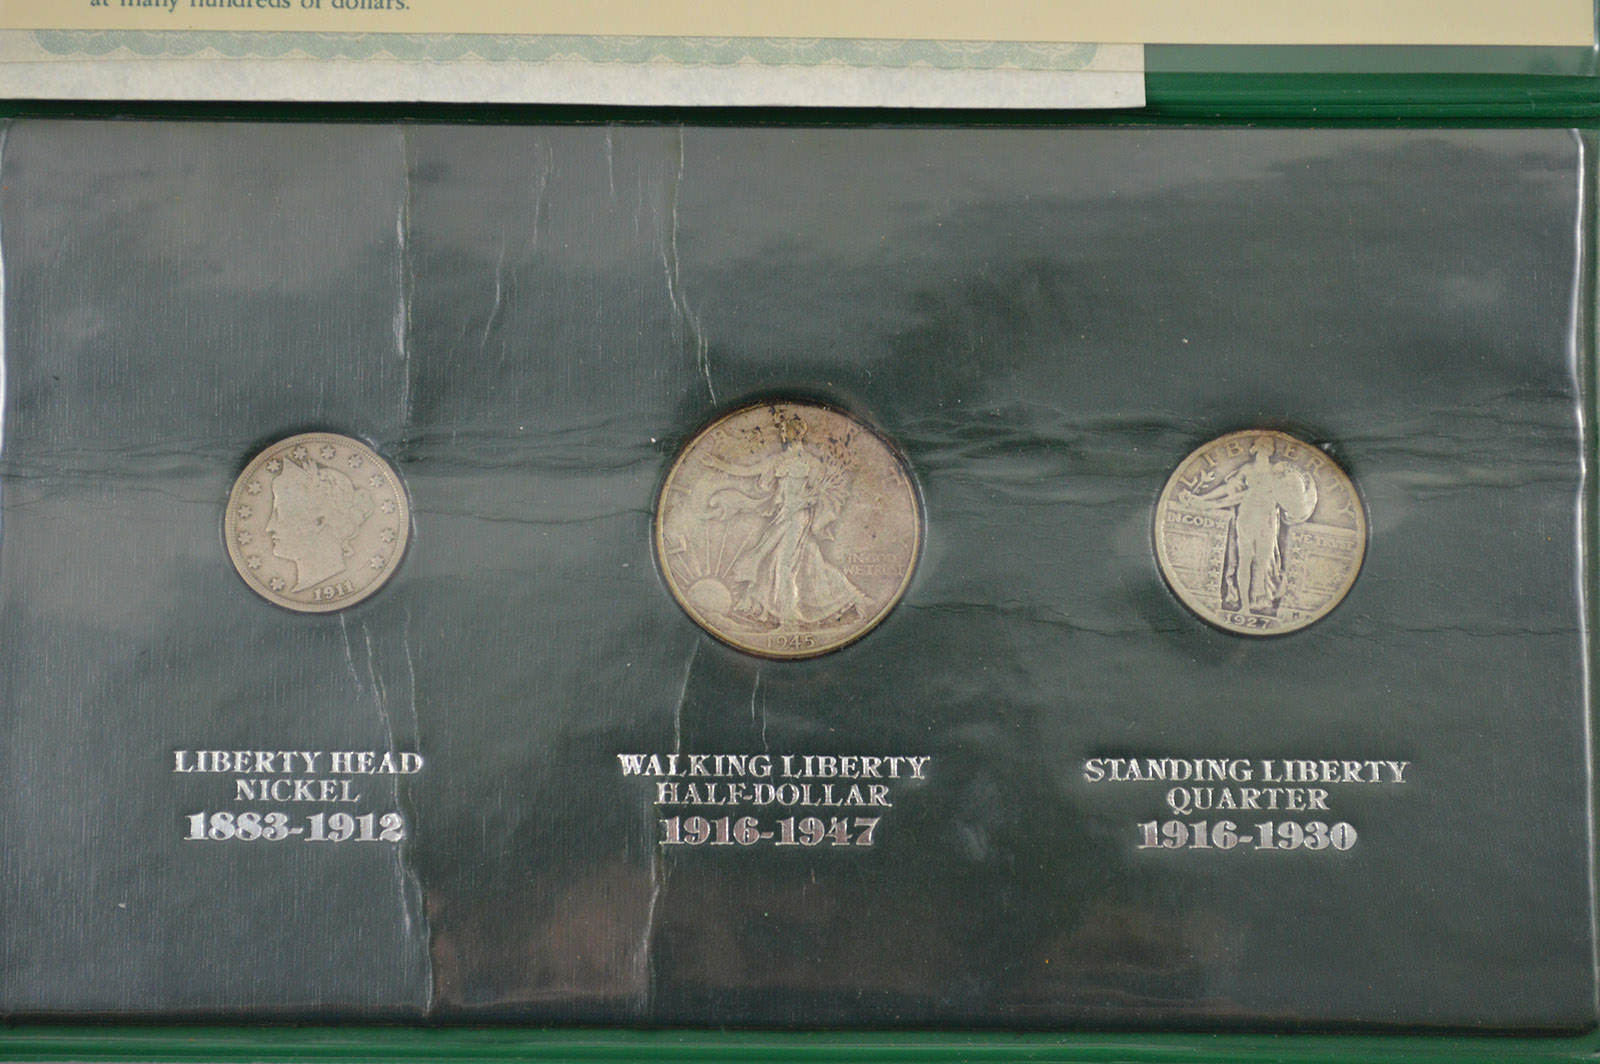 at many hundreds of dollars.
1911
LIBERTY
IN GOD
WE TRUST
1945
LIBERTY
IN GOD
WE TRUST
1927
LIBERTY HEAD
NICKEL
1883-1912
WALKING LIBERTY
HALF-DOLLAR
1916-1947
STANDING LIBERTY
QUARTER
1916-1930